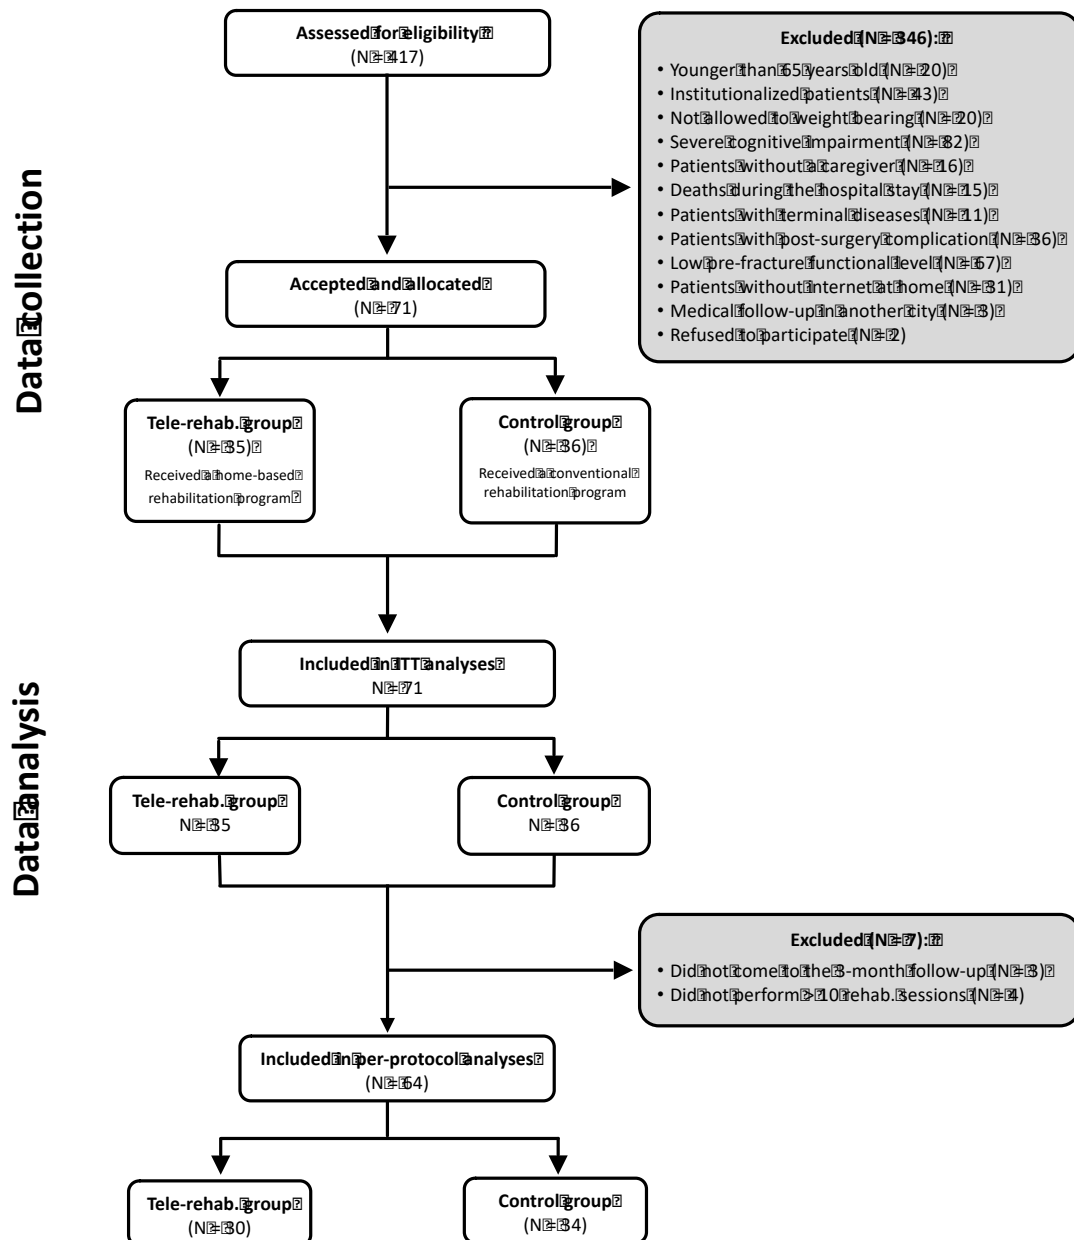 Assessed for eligibility
(N = 417)
Excluded (N = 346):
• Younger than 65 years old (N = 20)
• Institutionalized patients (N = 43)
• Not allowed to weight bearing (N = 20)
• Severe cognitive impairment (N = 82)
• Patients without a caregiver (N = 16)
• Deaths during the hospital stay (N = 15)
• Patients with terminal diseases (N = 11)
• Patients with post-surgery complication (N = 36)
• Low pre-fracture functional level (N = 67)
• Patients without internet at home (N = 31)
• Medical follow-up in another city (N = 3)
• Refused to participate (N = 2)
Data collection
Accepted and allocated
(N = 71)
Tele-rehab. group
(N = 35)
Received a home-based
rehabilitation program
Control group
(N = 36)
Received a conventional
rehabilitation program
Data analysis
Included in ITT analyses
N = 71
Tele-rehab. group
N = 35
Control group
N = 36
Excluded (N = 7):
• Did not come to the 3-month follow-up (N = 3)
• Did not perform > 10 rehab. sessions (N = 4)
Included in per-protocol analyses
(N = 64)
Tele-rehab. group
(N = 30)
Control group
(N = 34)